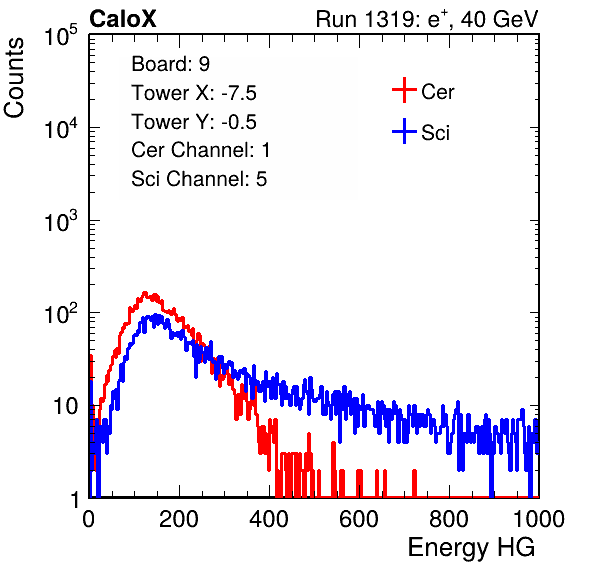 CaloX Run 1319: e⁺, 40 GeV
Counts
Board: 9
Tower X: -7.5
Tower Y: -0.5
Cer Channel: 1
Sci Channel: 5
Cer
Sci
10⁵
10⁴
10³
10²
10
1
0 200 400 600 800 1000
Energy HG